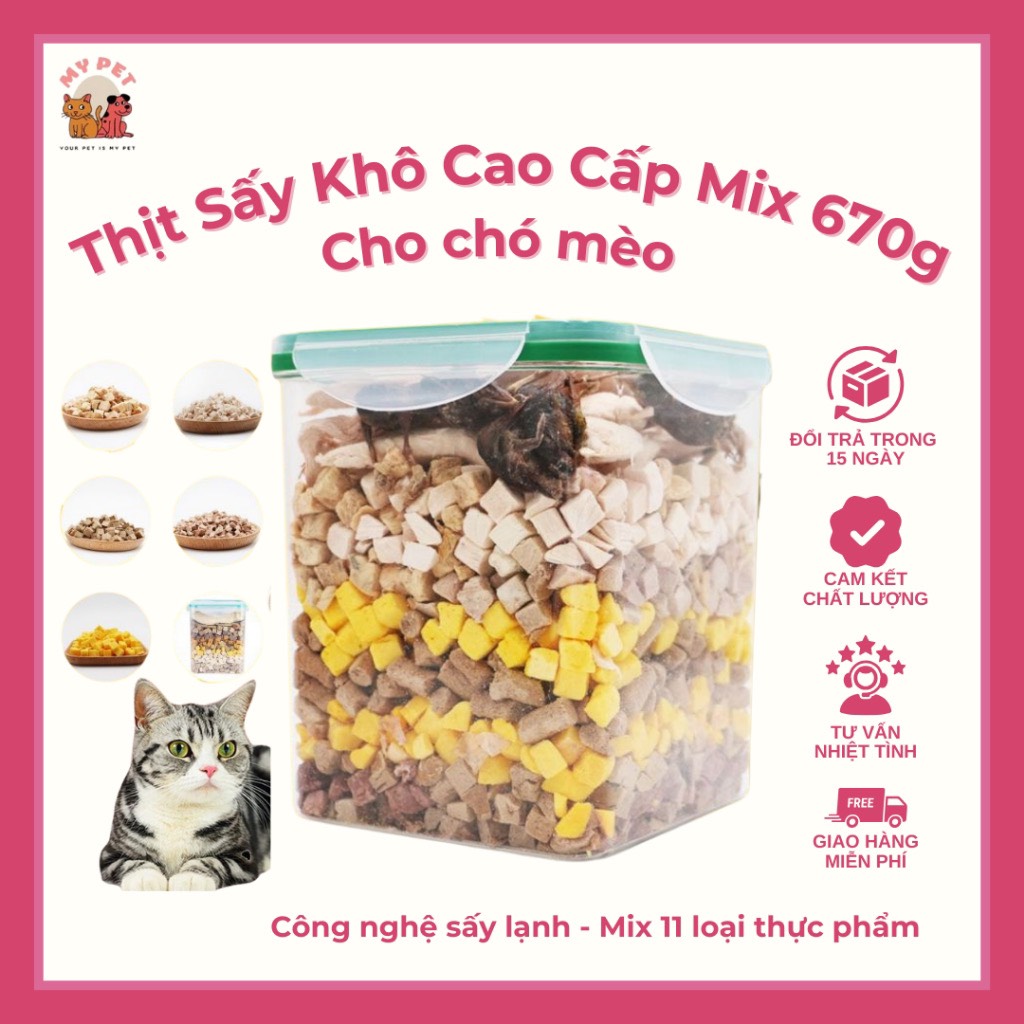 MY PET
YOUR PET IS MY PET
Thịt Sấy Khô Cao Cấp Mix 670g
Cho chó mèo
ĐỔI TRẢ TRONG
15 NGÀY
CAM KẾT
CHẤT LƯỢNG
TƯ VẤN
NHIỆT TÌNH
FREE
GIAO HÀNG
MIỄN PHÍ
Công nghệ sấy lạnh - Mix 11 loại thực phẩm